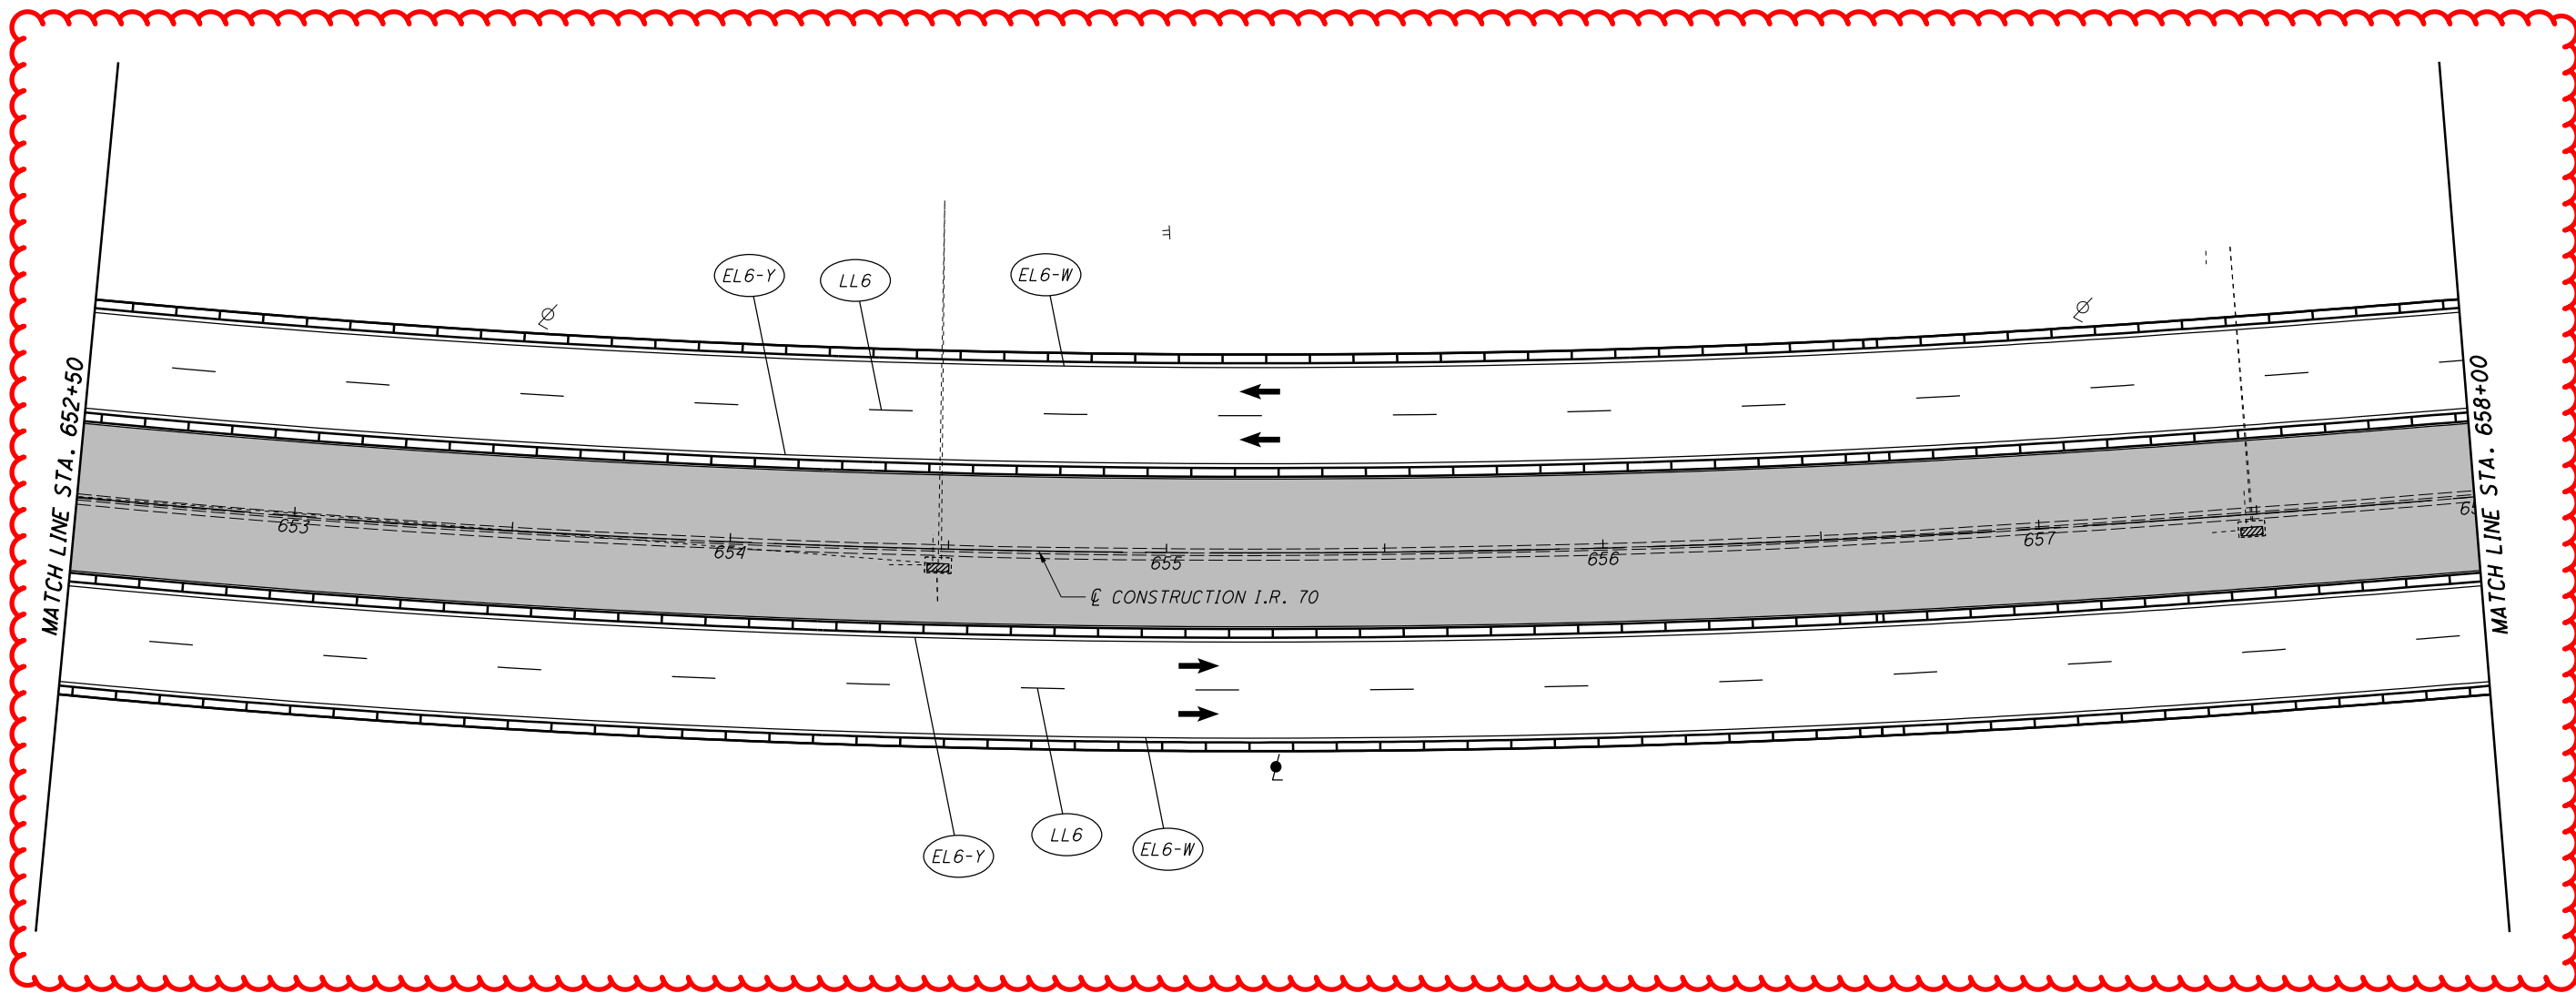 EL6-Y
LL6
EL6-W
MATCH LINE STA. 652+50
MATCH LINE STA. 658+00
653
654
655
656
657
65
℄ CONSTRUCTION I.R. 70
EL6-Y
LL6
EL6-W